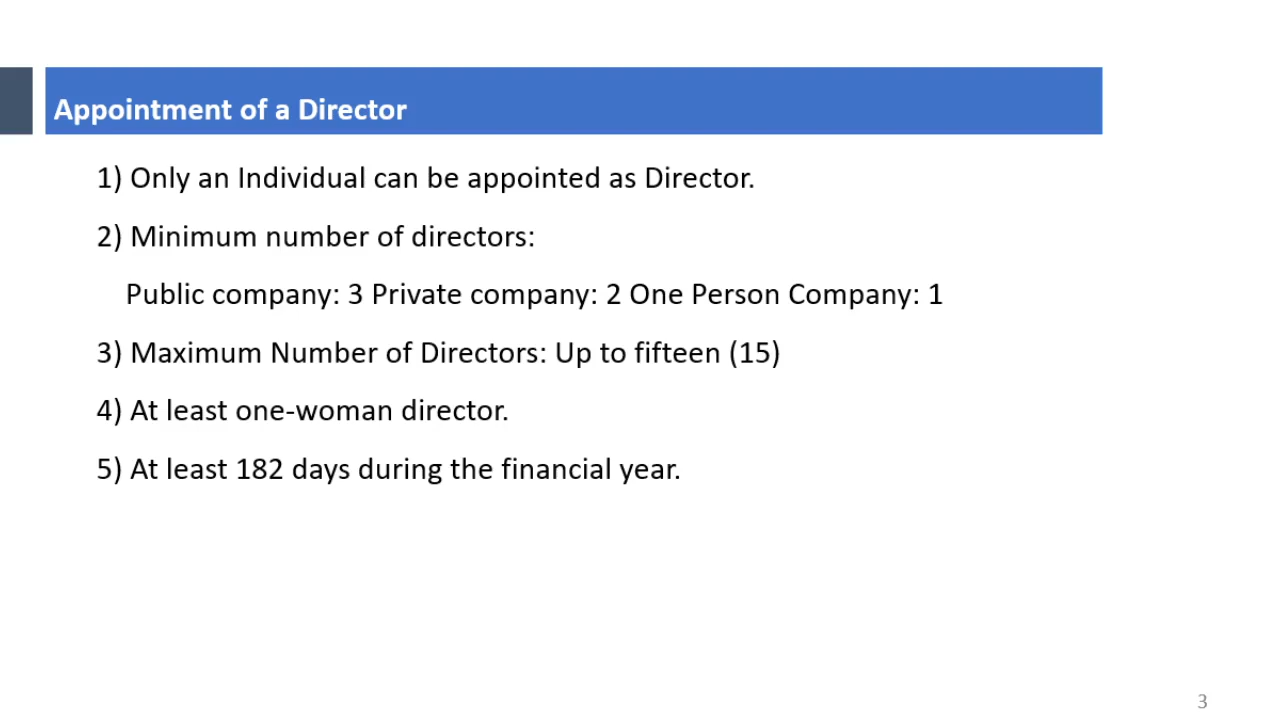 Appointment of a Director
1) Only an Individual can be appointed as Director.
2) Minimum number of directors:
Public company: 3 Private company: 2 One Person Company: 1
3) Maximum Number of Directors: Up to fifteen (15)
4) At least one-woman director.
5) At least 182 days during the financial year.
3